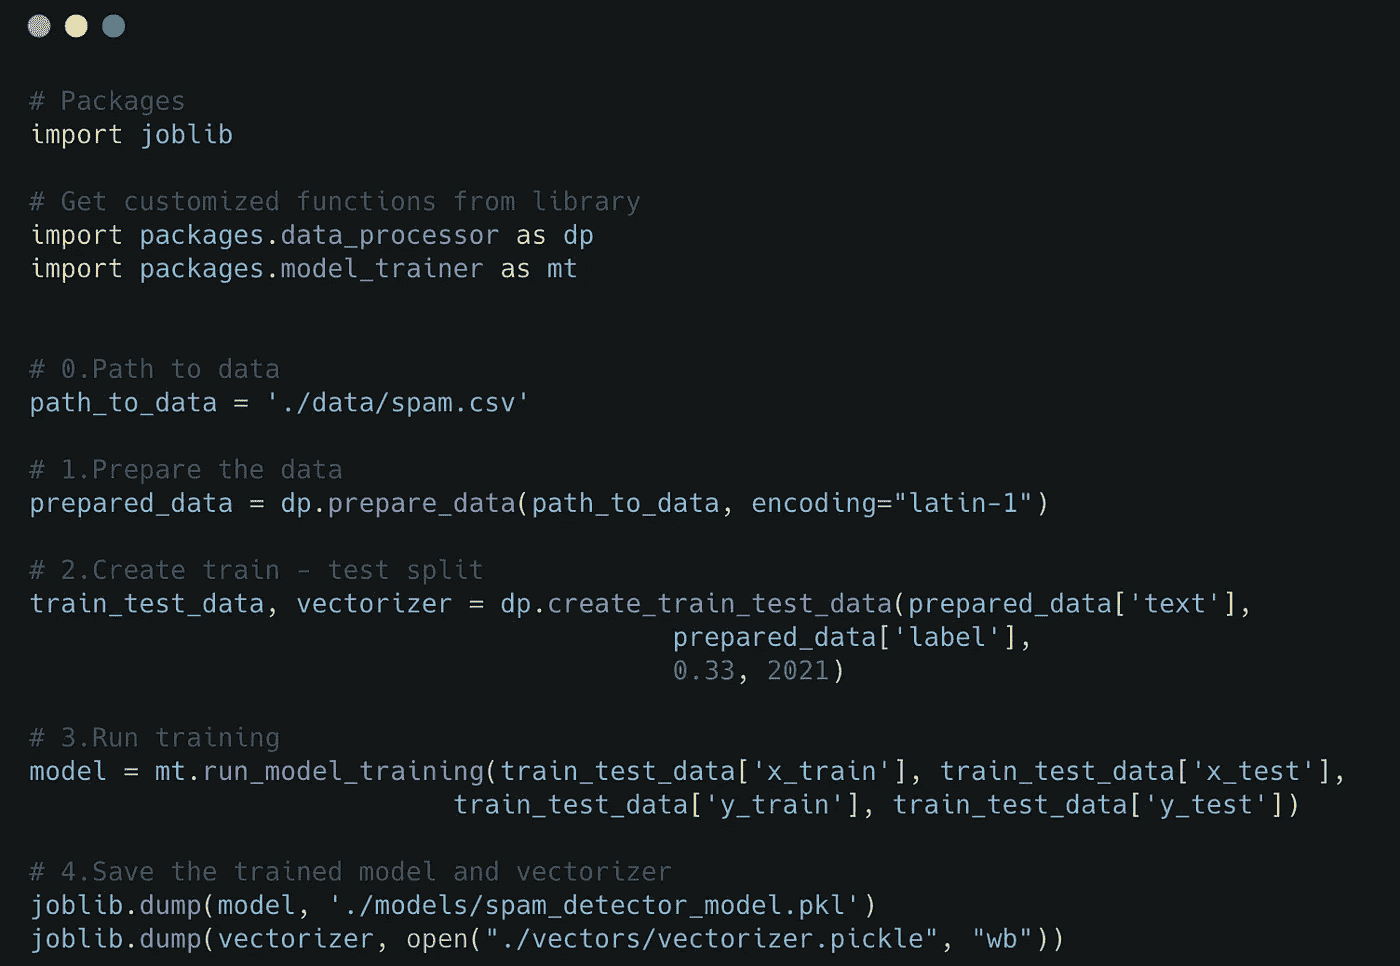 # Packages
import joblib
# Get customized functions from library
import packages.data_processor as dp
import packages.model_trainer as mt
# 0.Path to data
path_to_data = './data/spam.csv'
# 1.Prepare the data
prepared_data = dp.prepare_data(path_to_data, encoding="latin-1")
# 2.Create train - test split
train_test_data, vectorizer = dp.create_train_test_data(prepared_data['text'],
prepared_data['label'],
0.33, 2021)
# 3.Run training
model = mt.run_model_training(train_test_data['x_train'], train_test_data['x_test'],
train_test_data['y_train'], train_test_data['y_test'])
# 4.Save the trained model and vectorizer
joblib.dump(model, './models/spam_detector_model.pkl')
joblib.dump(vectorizer, open("./vectors/vectorizer.pickle", "wb"))